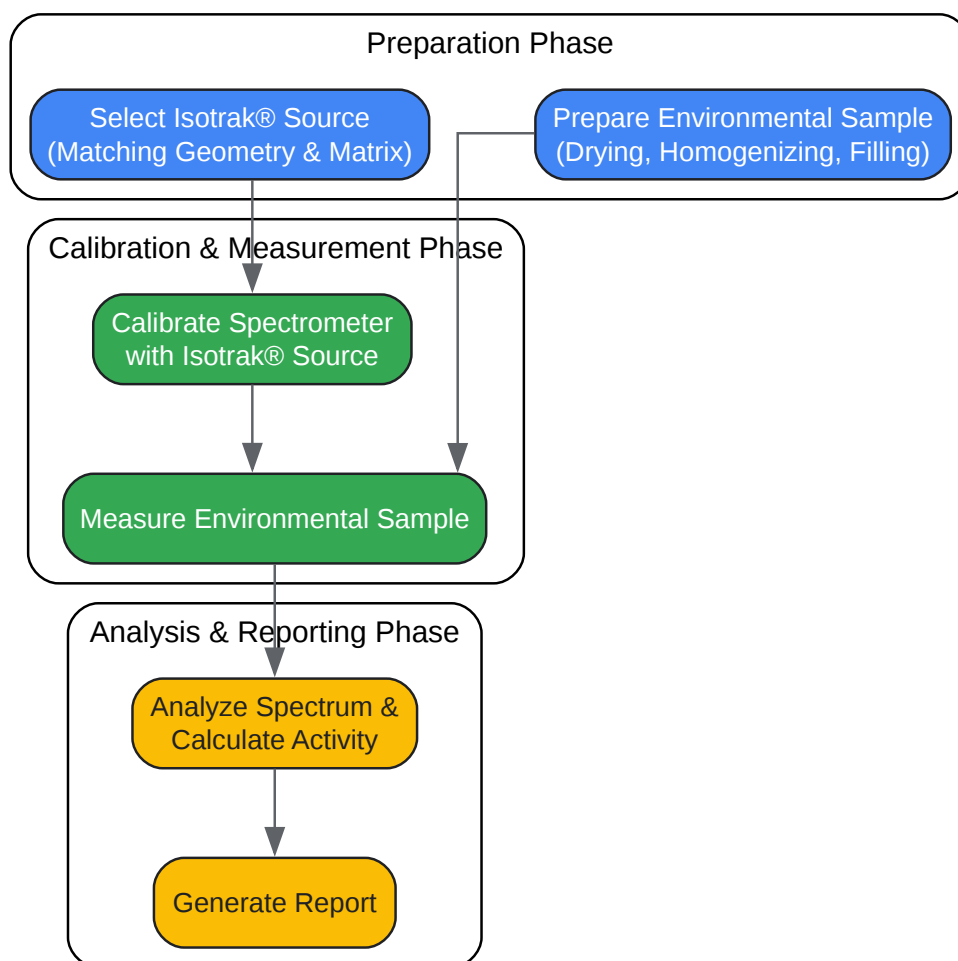 Preparation Phase
Select Isotrak® Source
(Matching Geometry & Matrix)
Prepare Environmental Sample
(Drying, Homogenizing, Filling)
Calibration & Measurement Phase
Calibrate Spectrometer
with Isotrak® Source
Measure Environmental Sample
Analysis & Reporting Phase
Analyze Spectrum &
Calculate Activity
Generate Report